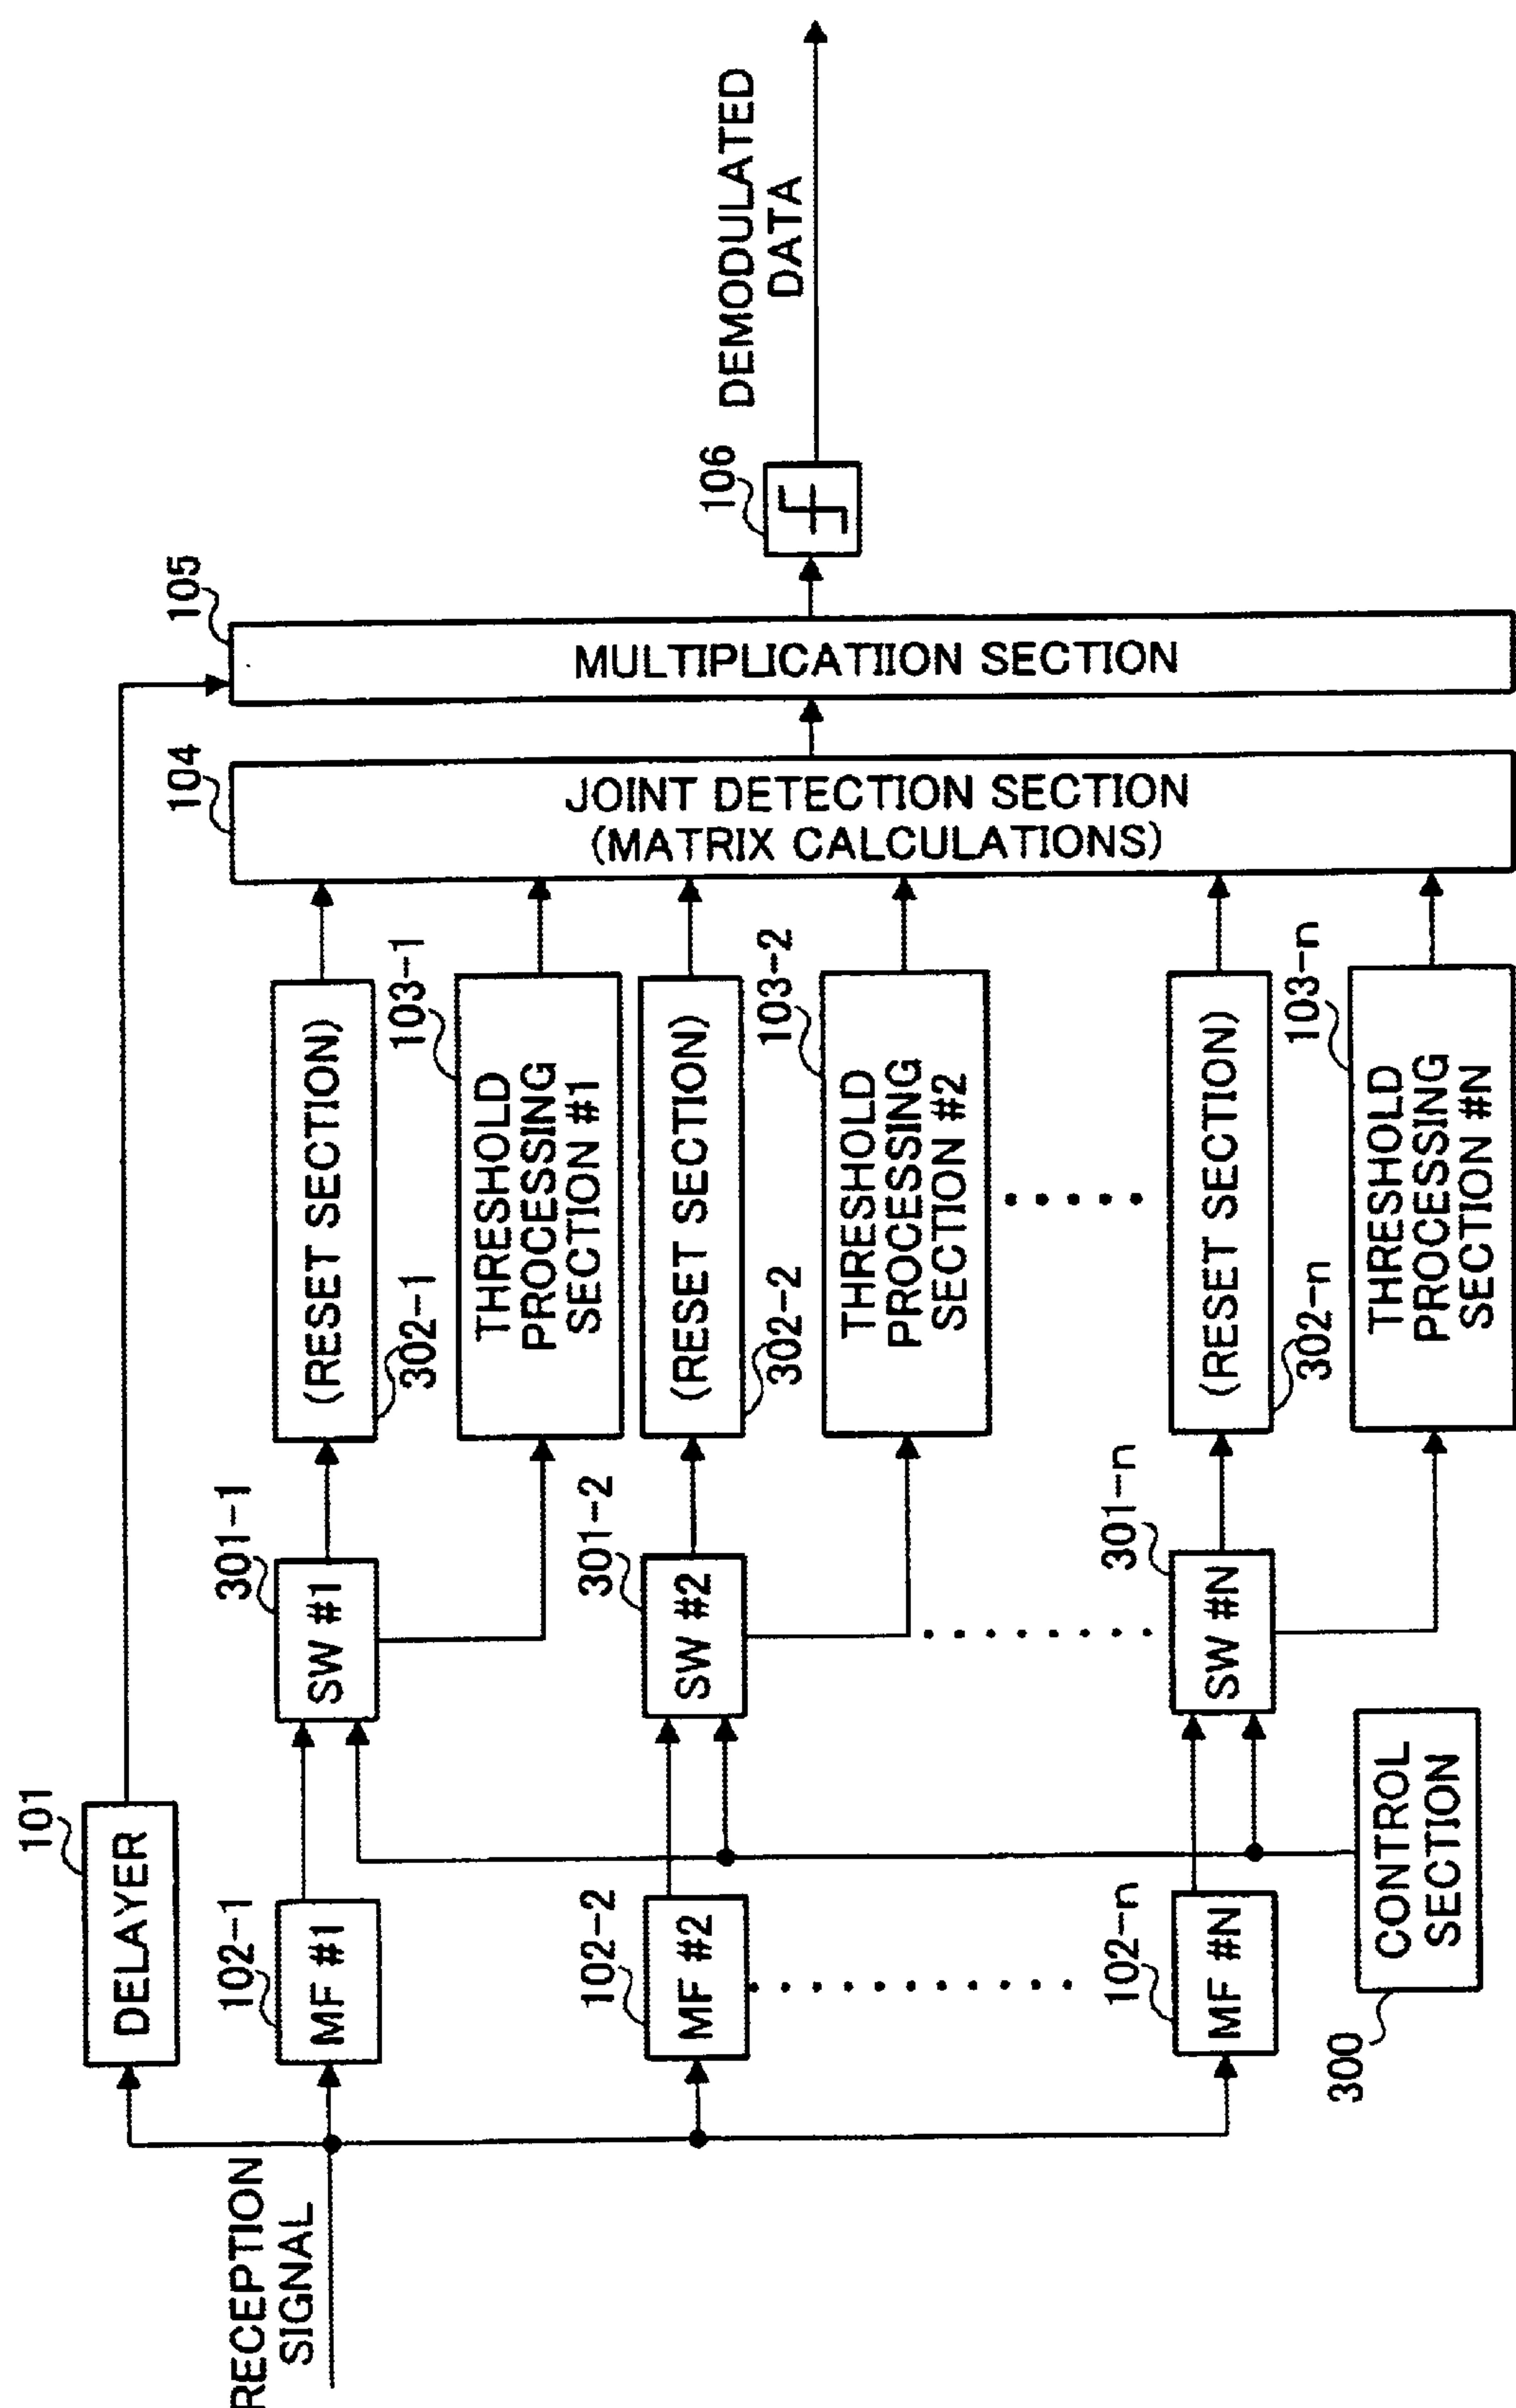 RECEPTION
SIGNAL
101
DELAYER
102-1
MF #1
102-2
MF #2
102-n
MF #N
300
CONTROL
SECTION
301-1
SW #1
301-2
SW #2
301-n
SW #N
302-1
(RESET SECTION)
103-1
THRESHOLD
PROCESSING
SECTION #1
302-2
(RESET SECTION)
103-2
THRESHOLD
PROCESSING
SECTION #2
302-n
(RESET SECTION)
103-n
THRESHOLD
PROCESSING
SECTION #N
104
JOINT DETECTION SECTION
(MATRIX CALCULATIONS)
105
MULTIPLICATIION SECTION
106
DEMODULATED
DATA